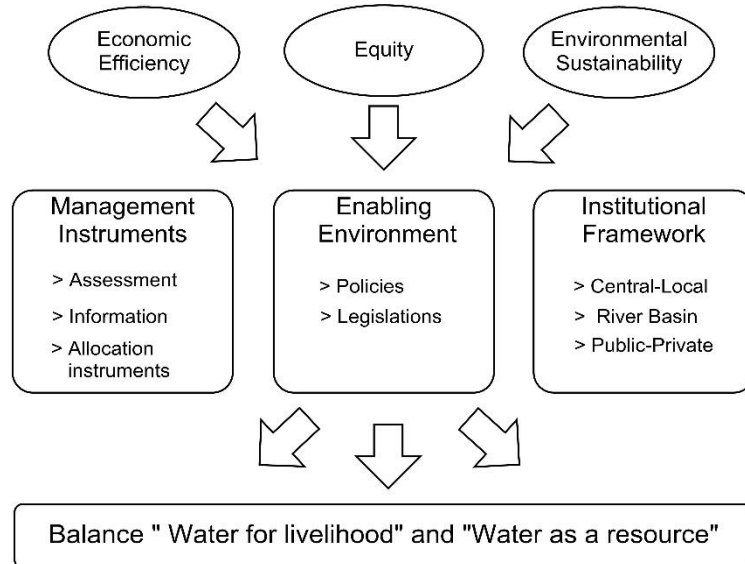 Economic
Efficiency
Equity
Environmental
Sustainability
Management
Instruments
> Assessment
> Information
> Allocation
instruments
Enabling
Environment
> Policies
> Legislations
Institutional
Framework
> Central-Local
> River Basin
> Public-Private
Balance " Water for livelihood" and "Water as a resource"